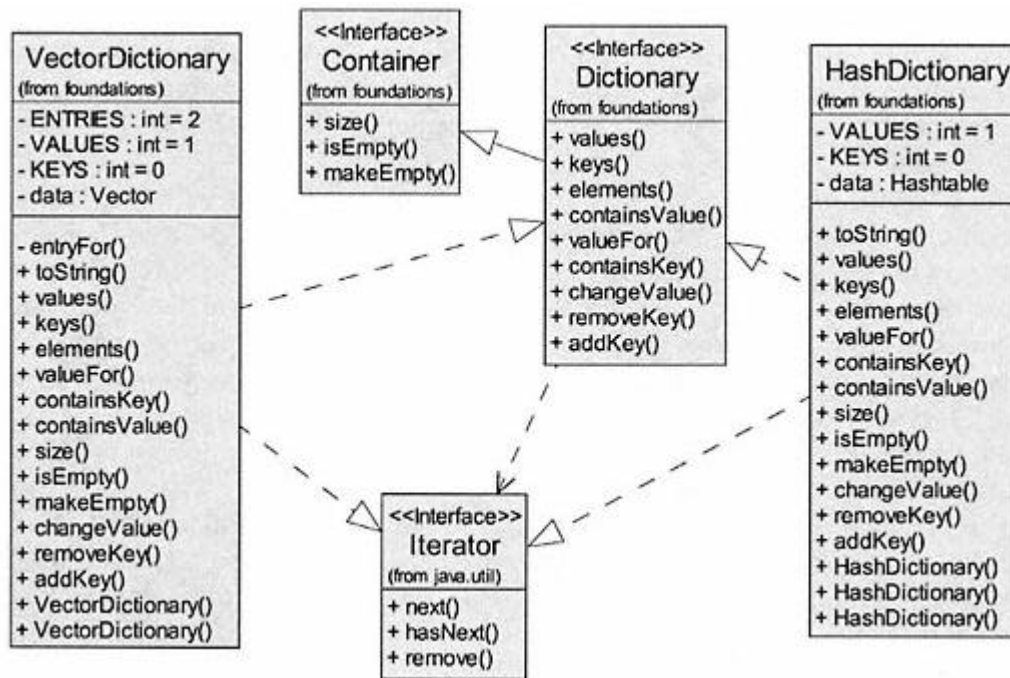 VectorDictionary
(from foundations)
- ENTRIES : int = 2
- VALUES : int = 1
- KEYS : int = 0
- data : Vector
- entryFor()
+ toString()
+ values()
+ keys()
+ elements()
+ valueFor()
+ containsKey()
+ containsValue()
+ size()
+ isEmpty()
+ makeEmpty()
+ changeValue()
+ removeKey()
+ addKey()
+ VectorDictionary()
+ VectorDictionary()
<<Interface>>
Container
(from foundations)
+ size()
+ isEmpty()
+ makeEmpty()
<<Interface>>
Dictionary
(from foundations)
+ values()
+ keys()
+ elements()
+ containsValue()
+ valueFor()
+ containsKey()
+ changeValue()
+ removeKey()
+ addKey()
<<Interface>>
Iterator
(from java.util)
+ next()
+ hasNext()
+ remove()
HashDictionary
(from foundations)
- VALUES : int = 1
- KEYS : int = 0
- data : Hashtable
+ toString()
+ values()
+ keys()
+ elements()
+ valueFor()
+ containsKey()
+ containsValue()
+ size()
+ isEmpty()
+ makeEmpty()
+ changeValue()
+ removeKey()
+ addKey()
+ HashDictionary()
+ HashDictionary()
+ HashDictionary()